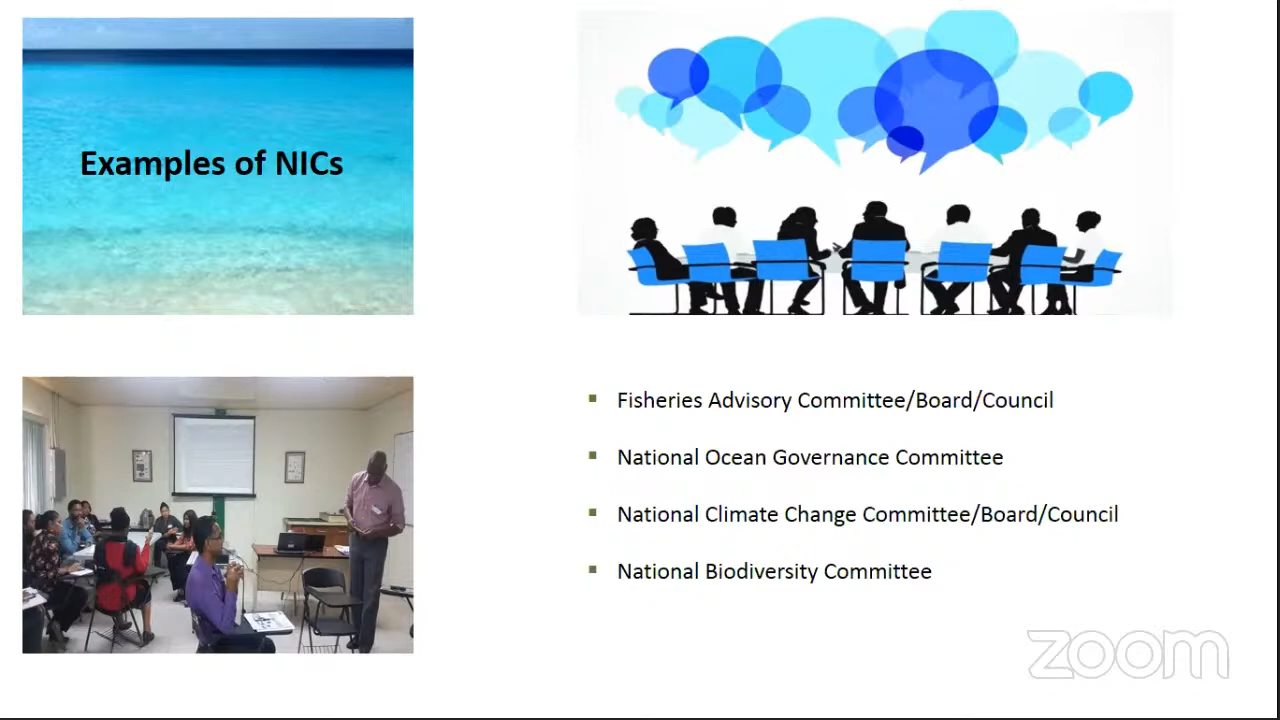 Examples of NICs
Fisheries Advisory Committee/Board/Council
National Ocean Governance Committee
National Climate Change Committee/Board/Council
National Biodiversity Committee
zoom